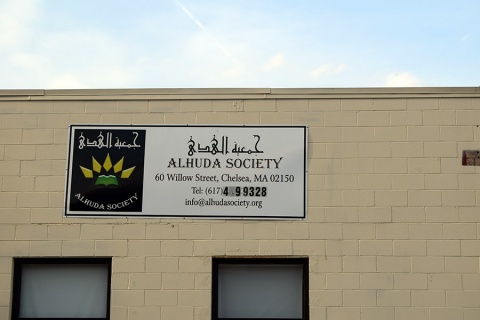 جمعية الهدى
ALHUDA SOCIETY
جمعية الهدى
ALHUDA SOCIETY
60 Willow Street, Chelsea, MA 02150
Tel: (617)
info@alhudasociety.org